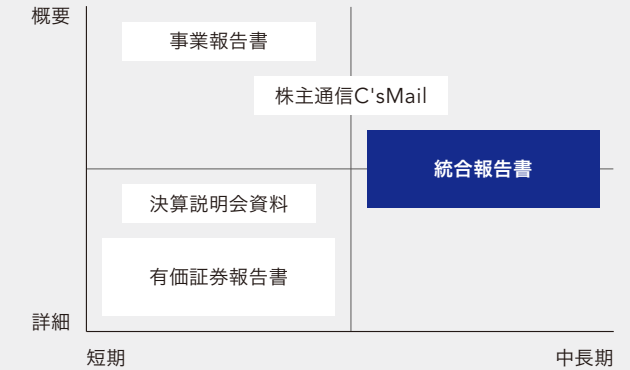 概要
事業報告書
株主通信C'sMail
統合報告書
決算説明会資料
有価証券報告書
詳細
短期
中長期